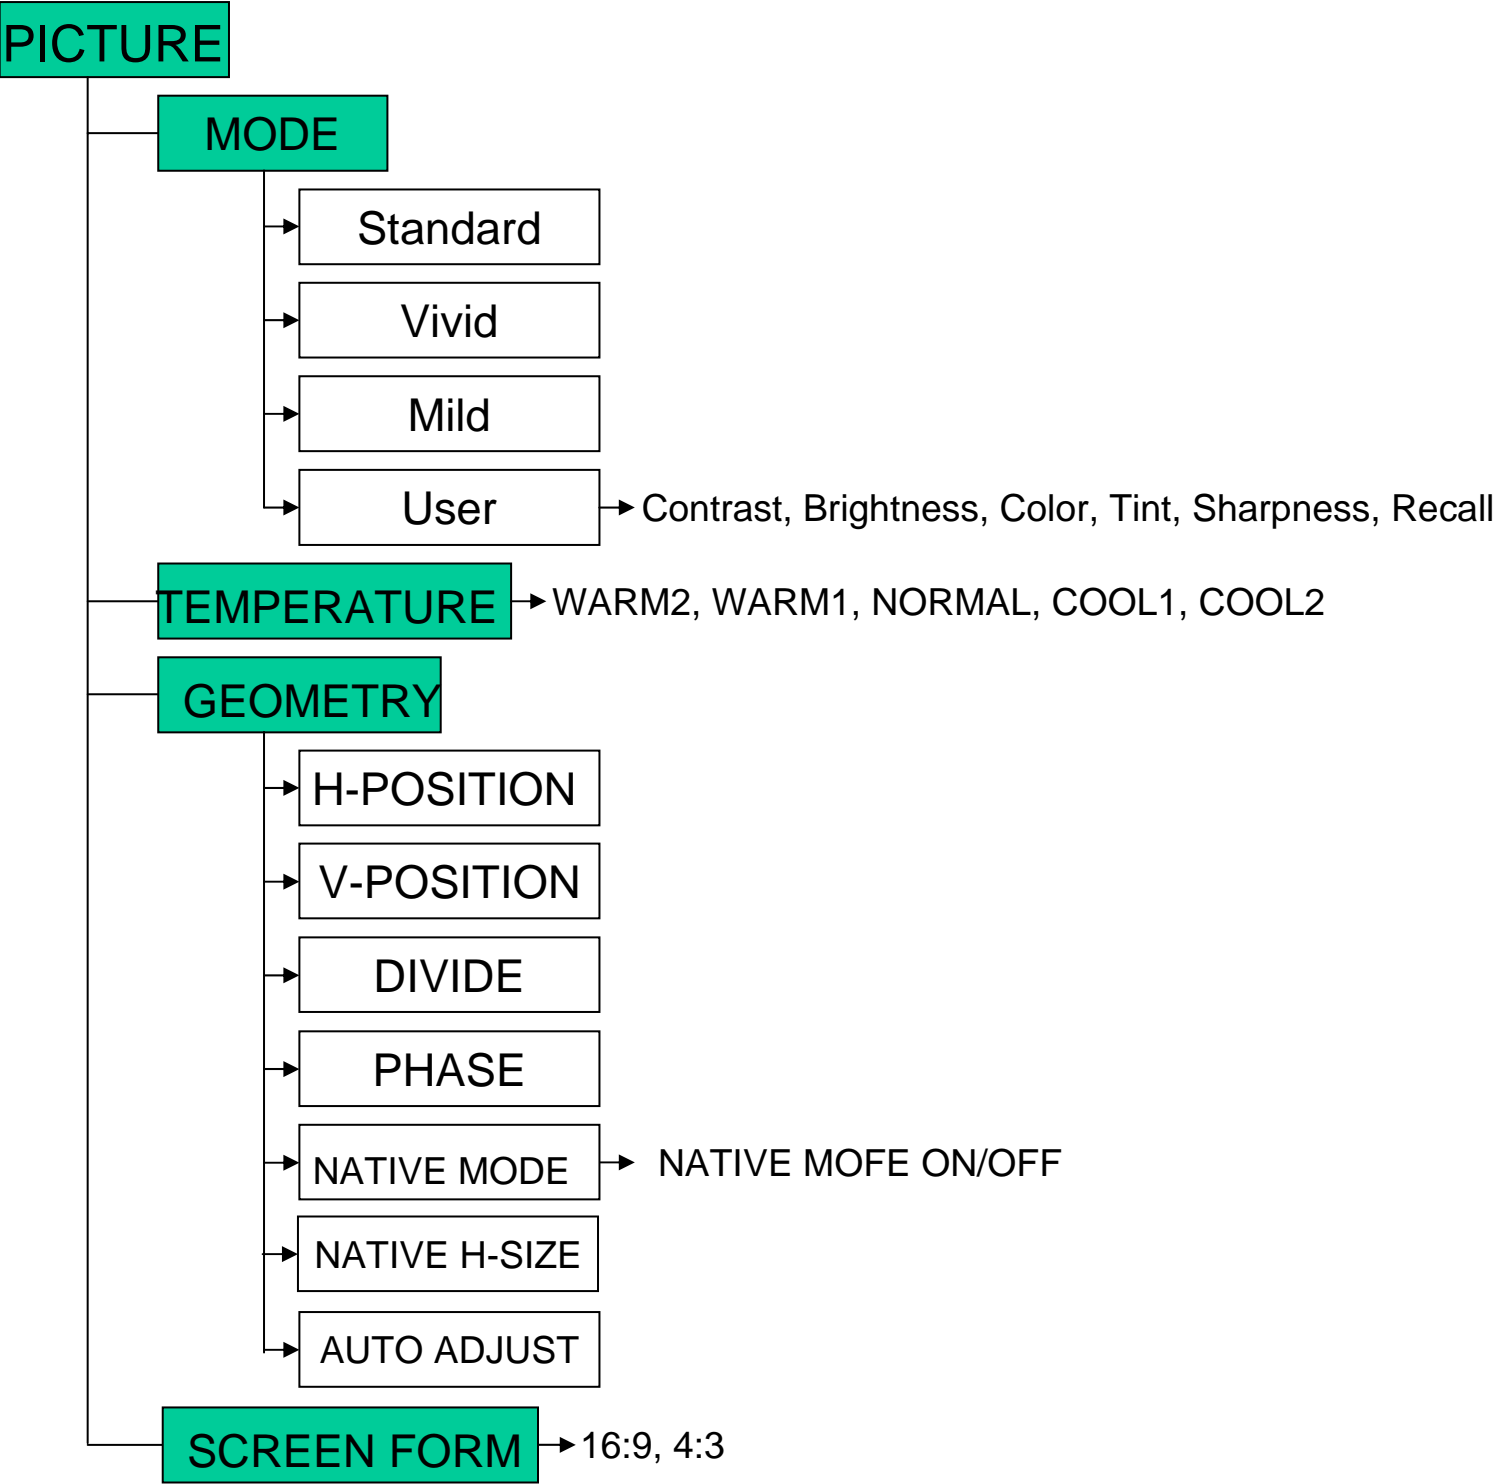 PICTURE
MODE
Standard
Vivid
Mild
User
Contrast, Brightness, Color, Tint, Sharpness, Recall
TEMPERATURE
WARM2, WARM1, NORMAL, COOL1, COOL2
GEOMETRY
H-POSITION
V-POSITION
DIVIDE
PHASE
NATIVE MODE
NATIVE MOFE ON/OFF
NATIVE H-SIZE
AUTO ADJUST
SCREEN FORM
16:9, 4:3